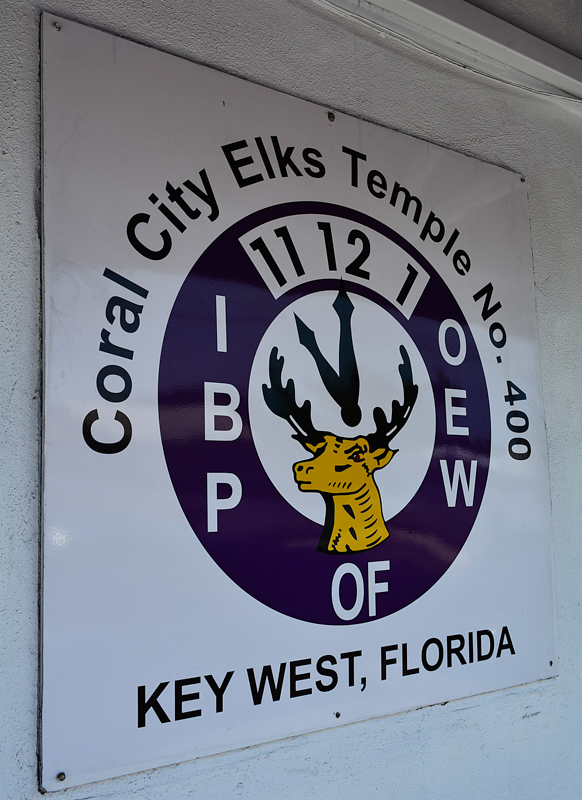 Coral City Elks Temple No. 400
11 12 1
I B P
O E W
OF
KEY WEST, FLORIDA